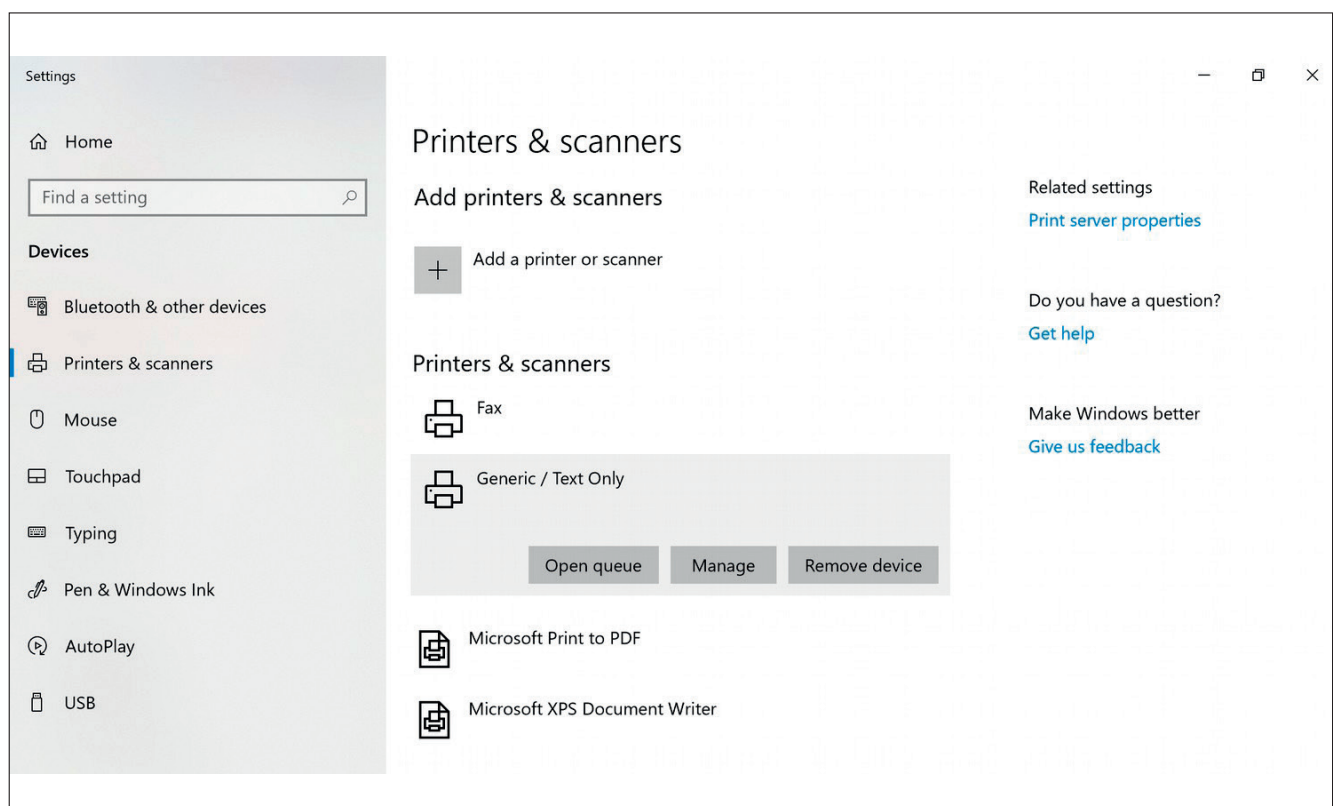 Settings
Home
Find a setting
Devices
Bluetooth & other devices
Printers & scanners
Mouse
Touchpad
Typing
Pen & Windows Ink
AutoPlay
USB
Printers & scanners
Add printers & scanners
Add a printer or scanner
Printers & scanners
Fax
Generic / Text Only
Open queue Manage Remove device
Microsoft Print to PDF
Microsoft XPS Document Writer
Related settings
Print server properties
Do you have a question?
Get help
Make Windows better
Give us feedback